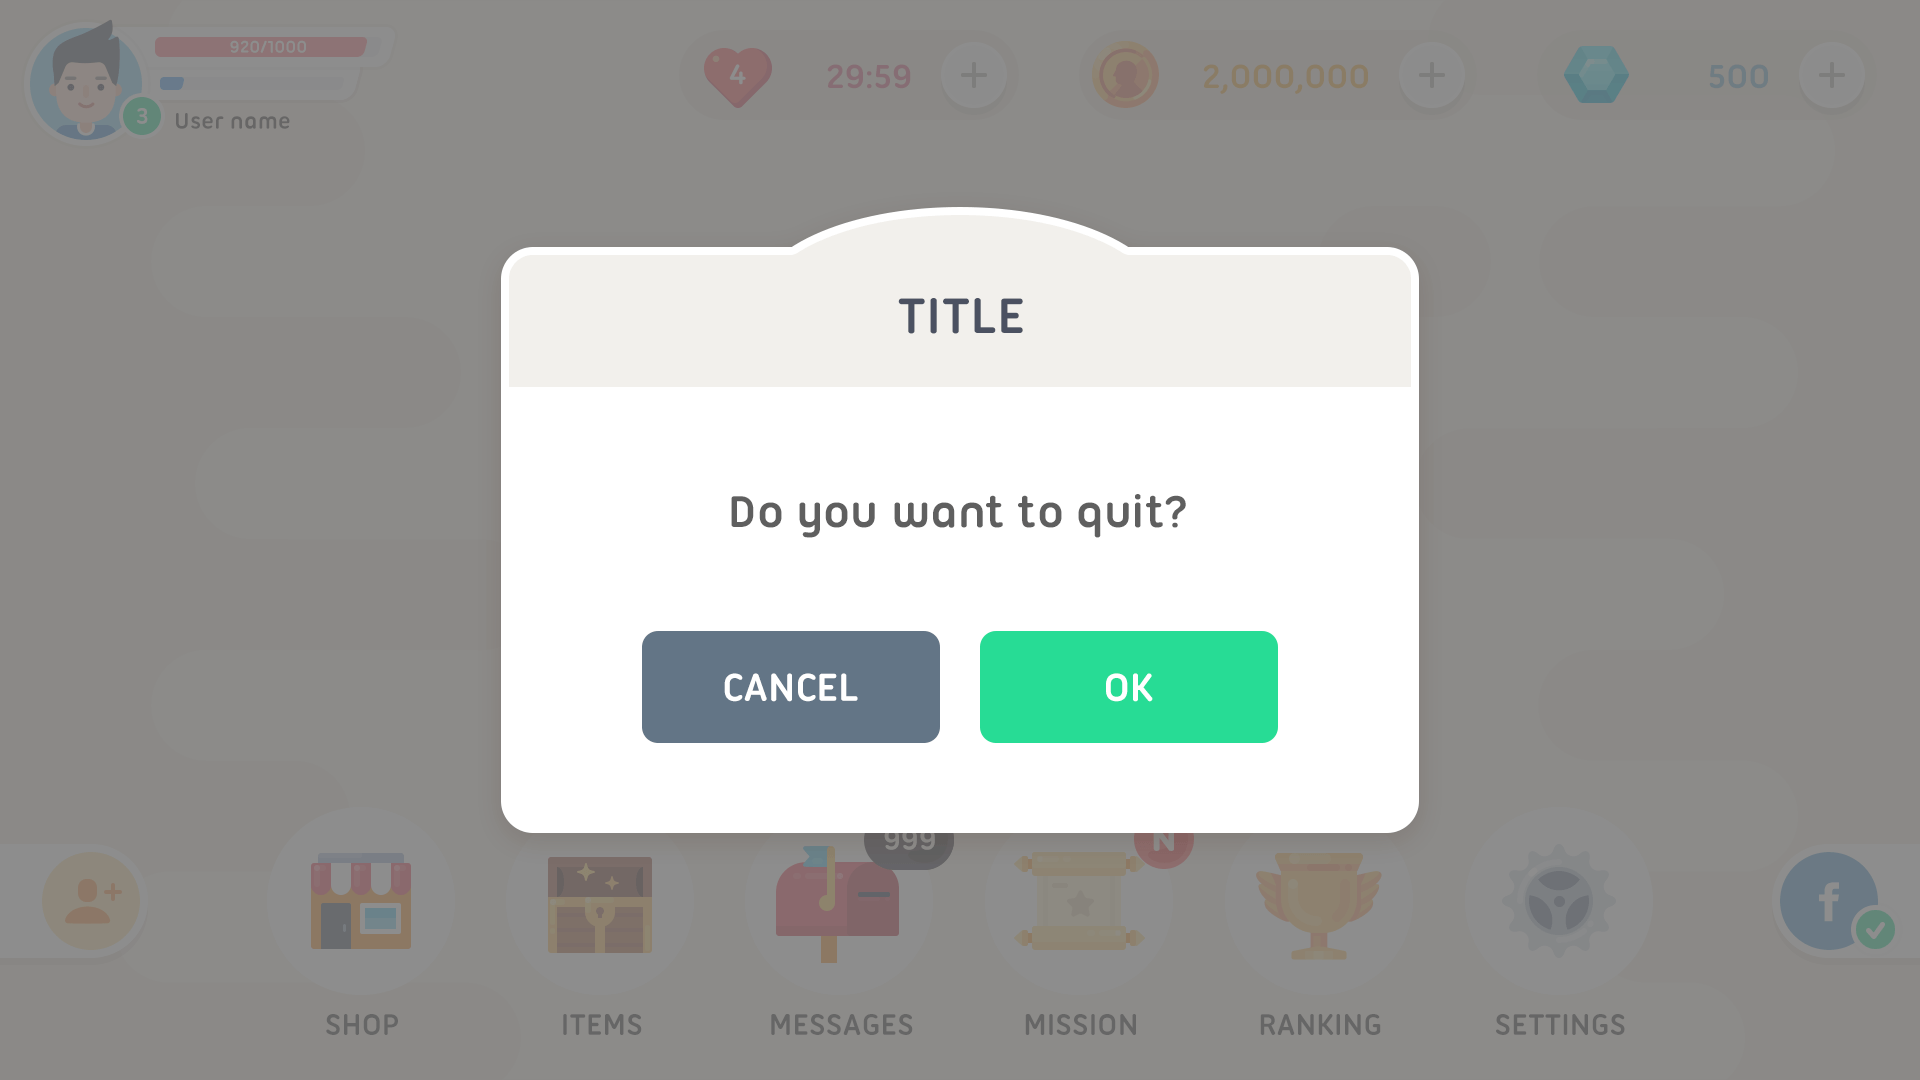 920/1000
3
User name
4
29:59
2,000,000
500
TITLE
Do you want to quit?
CANCEL
OK
999
N
f
SHOP
ITEMS
MESSAGES
MISSION
RANKING
SETTINGS